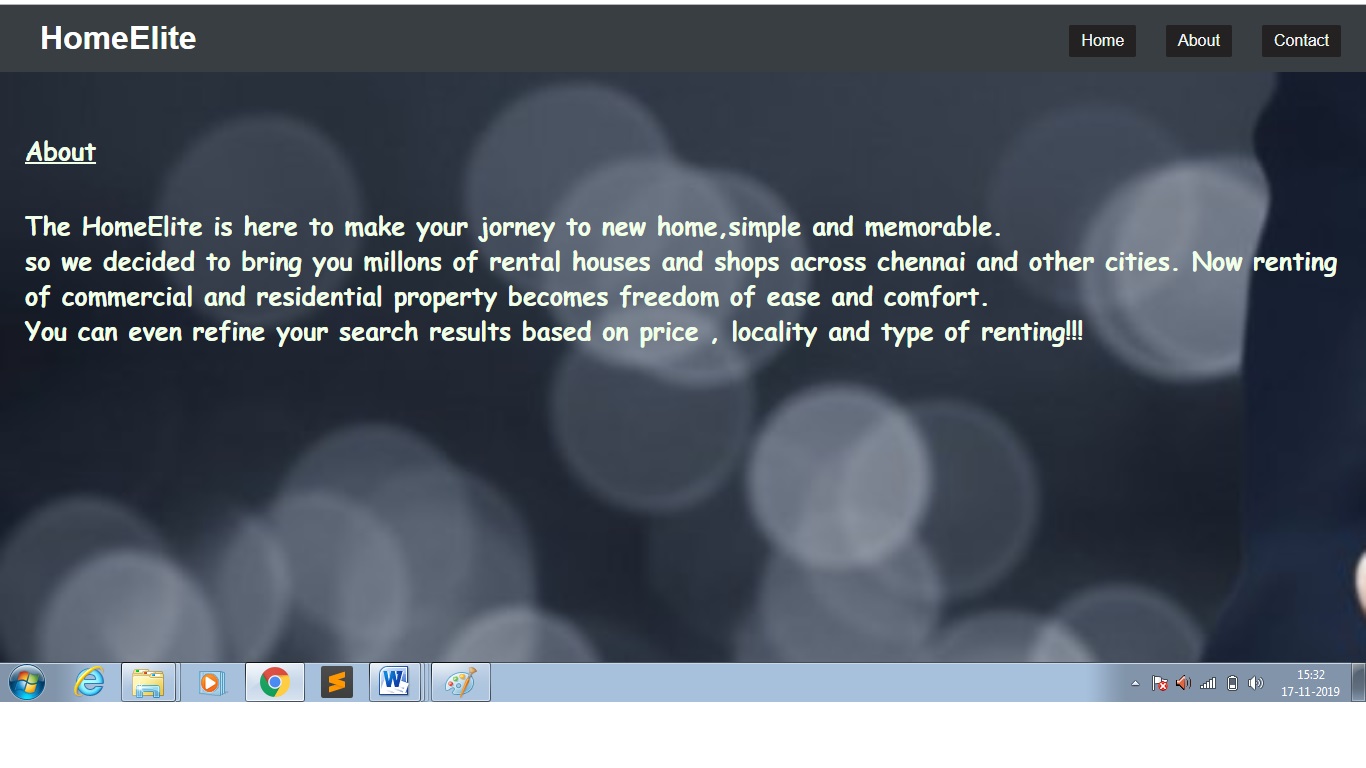 HomeElite
Home About Contact
About
The HomeElite is here to make your jorney to new home,simple and memorable.
so we decided to bring you millons of rental houses and shops across chennai and other cities. Now renting
of commercial and residential property becomes freedom of ease and comfort.
You can even refine your search results based on price , locality and type of renting!!!
15:32
17-11-2019